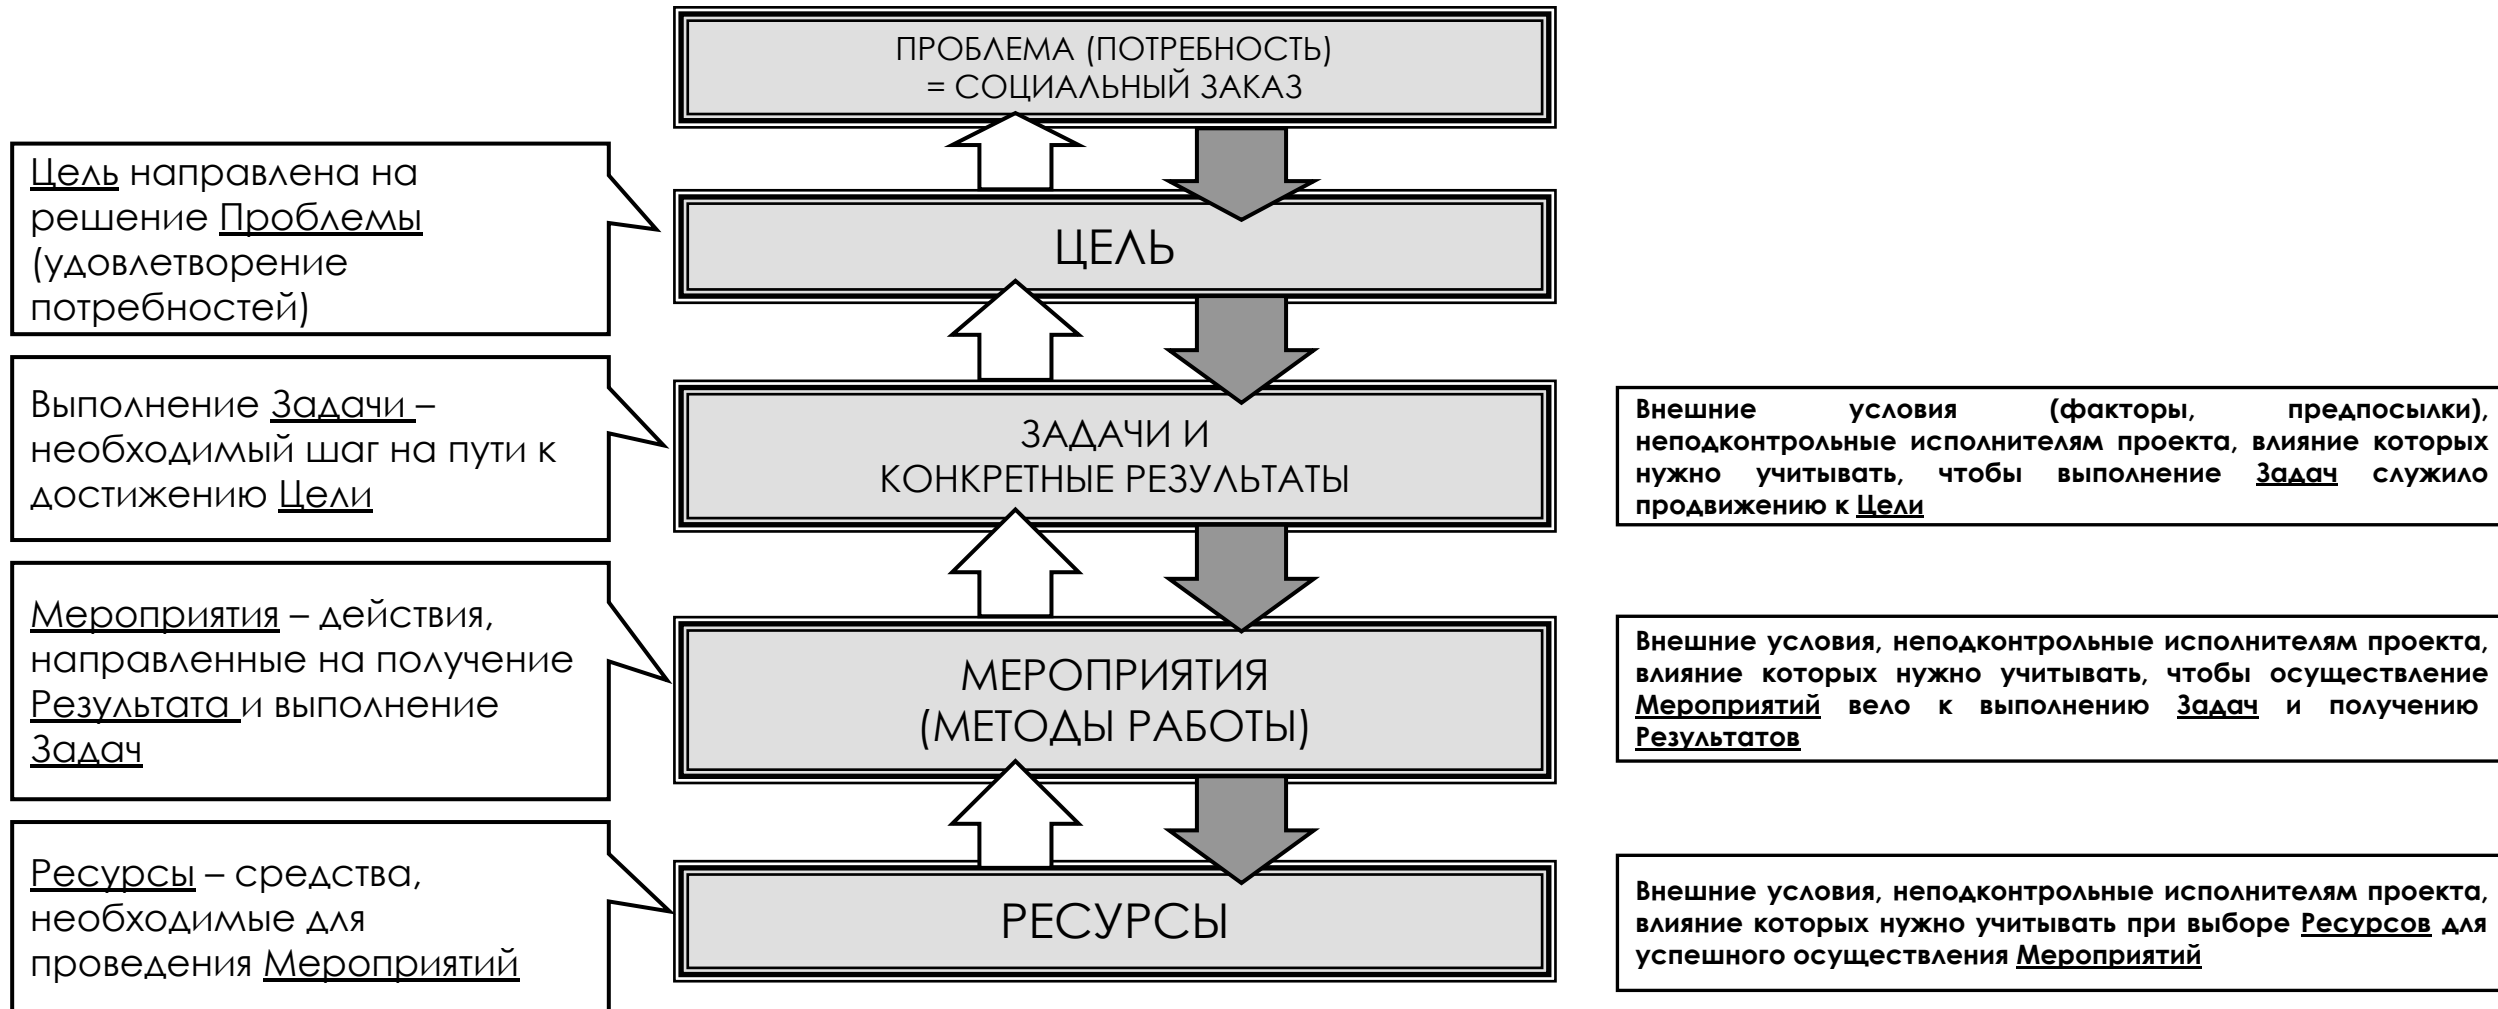 ПРОБЛЕМА (ПОТРЕБНОСТЬ)
= СОЦИАЛЬНЫЙ ЗАКАЗ
Цель направлена на
решение Проблемы
(удовлетворение
потребностей)
ЦЕЛЬ
Выполнение Задачи –
необходимый шаг на пути к
достижению Цели
ЗАДАЧИ И
КОНКРЕТНЫЕ РЕЗУЛЬТАТЫ
Внешние условия (факторы, предпосылки),
неподконтрольные исполнителям проекта, влияние которых
нужно учитывать, чтобы выполнение Задач служило
продвижению к Цели
Мероприятия – действия,
направленные на получение
Результата и выполнение
Задач
МЕРОПРИЯТИЯ
(МЕТОДЫ РАБОТЫ)
Внешние условия, неподконтрольные исполнителям проекта,
влияние которых нужно учитывать, чтобы осуществление
Мероприятий вело к выполнению Задач и получению
Результатов
Ресурсы – средства,
необходимые для
проведения Мероприятий
РЕСУРСЫ
Внешние условия, неподконтрольные исполнителям проекта,
влияние которых нужно учитывать при выборе Ресурсов для
успешного осуществления Мероприятий